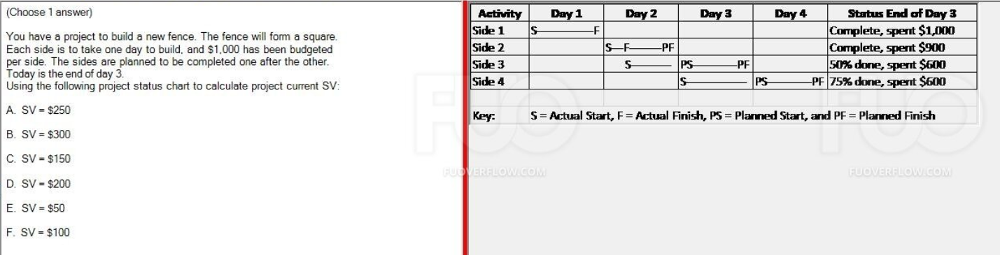 (Choose 1 answer)
You have a project to build a new fence. The fence will form a square.
Each side is to take one day to build, and $1,000 has been budgeted
per side. The sides are planned to be completed one after the other.
Today is the end of day 3.
Using the following project status chart to calculate project current SV:
A. SV = $250
B. SV = $300
C. SV = $150
D. SV = $200
E. SV = $50
F. SV = $100
Activity Day 1 Day 2 Day 3 Day 4 Status End of Day 3
Side 1 S F Complete, spent $1,000
Side 2 S F PF Complete, spent $900
Side 3 S PS PF 50% done, spent $600
Side 4 S PS PF 75% done, spent $600
Key: S = Actual Start, F = Actual Finish, PS = Planned Start, and PF = Planned Finish
FUO
FUO
FUOVERFLOW.COM
FUOVERFLOW.COM